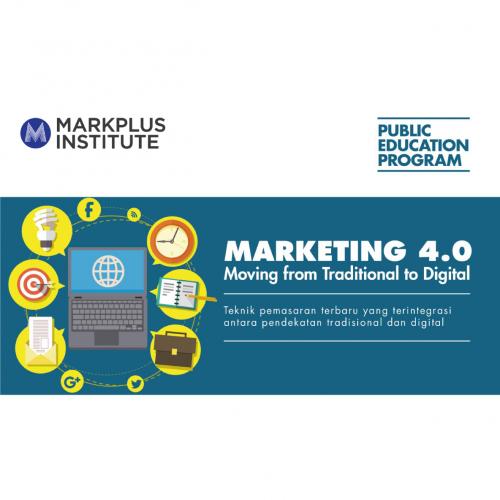 MARKPLUS
INSTITUTE
PUBLIC
EDUCATION
PROGRAM
MARKETING 4.0
Moving from Traditional to Digital
Teknik pemasaran terbaru yang terintegrasi
antara pendekatan tradisional dan digital